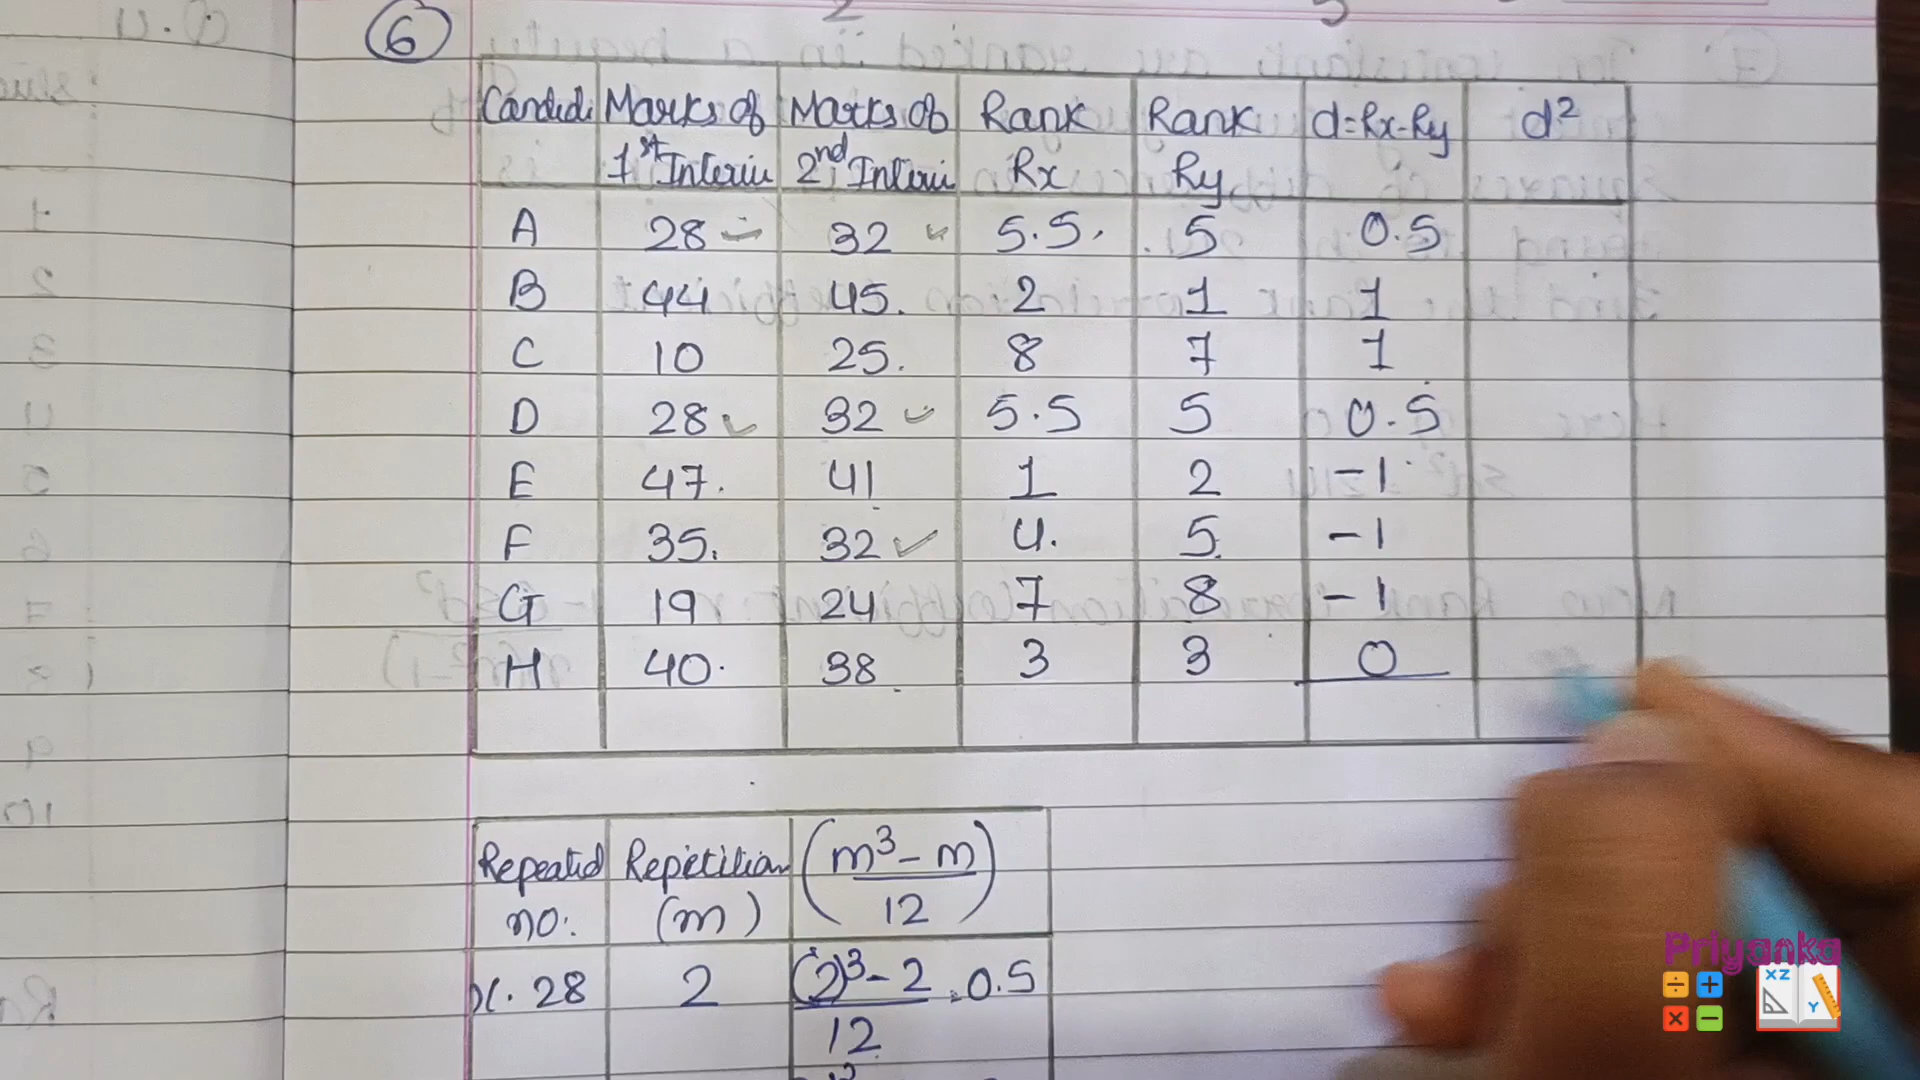 6
Candid Marks of Marks of Rank Rank d=Rx-Ry d²
1st Interviu 2nd Interui Rx Ry
A 28 32 5.5. 5 0.5
B 44 45. 2 1 1
C 10 25. 8 7 1
D 28 32 5.5 5 0.5
E 47. 41 1 2 -1
F 35. 32 4. 5 -1
G 19 24 7 8 -1
H 40. 38 3 3 0
Repeated Repetition (m³-m
no. (m) 12)
x. 28 2 (2)³-2 = 0.5
12
Priyanka
XZ
Y